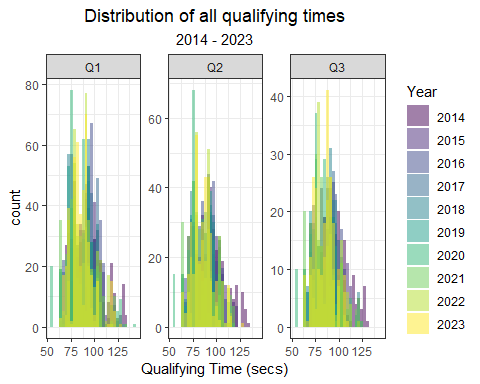 Distribution of all qualifying times
2014 - 2023
Q1 Q2 Q3
80
60
40
20
0
60
40
20
0
40
30
20
10
0
50 75 100 125
50 75 100 125
50 75 100 125
count
Qualifying Time (secs)
Year
2014
2015
2016
2017
2018
2019
2020
2021
2022
2023